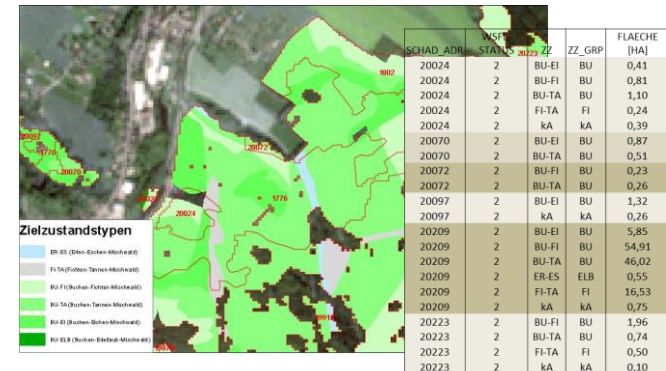 1802
20223
20097
1770
20070
20072
20024
1776
Zielzustandstypen
ER-ES (Erlen-Eschen-Mischwald)
FI-TA (Fichten-Tannen-Mischwald)
BU-FI (Buchen-Fichten-Mischwald)
BU-TA (Buchen-Tannen-Mischwald)
BU-EI (Buchen-Eichen-Mischwald)
BU-ELB (Buchen-Edellaub-Mischwald)
SCHAD_ADR STATUS ZZ ZZ_GRP FLAECHE [HA]
20024 2 BU-EI BU 0,41
20024 2 BU-FI BU 0,81
20024 2 BU-TA BU 1,10
20024 2 FI-TA FI 0,24
20024 2 kA kA 0,39
20070 2 BU-EI BU 0,87
20070 2 BU-TA BU 0,51
20072 2 BU-FI BU 0,23
20072 2 BU-TA BU 0,26
20097 2 BU-EI BU 1,32
20097 2 kA kA 0,26
20209 2 BU-EI BU 5,85
20209 2 BU-FI BU 54,91
20209 2 BU-TA BU 46,02
20209 2 ER-ES ELB 0,55
20209 2 FI-TA FI 16,53
20209 2 kA kA 0,75
20223 2 BU-FI BU 1,96
20223 2 BU-TA BU 0,74
20223 2 FI-TA FI 0,50
20223 2 kA kA 0,10